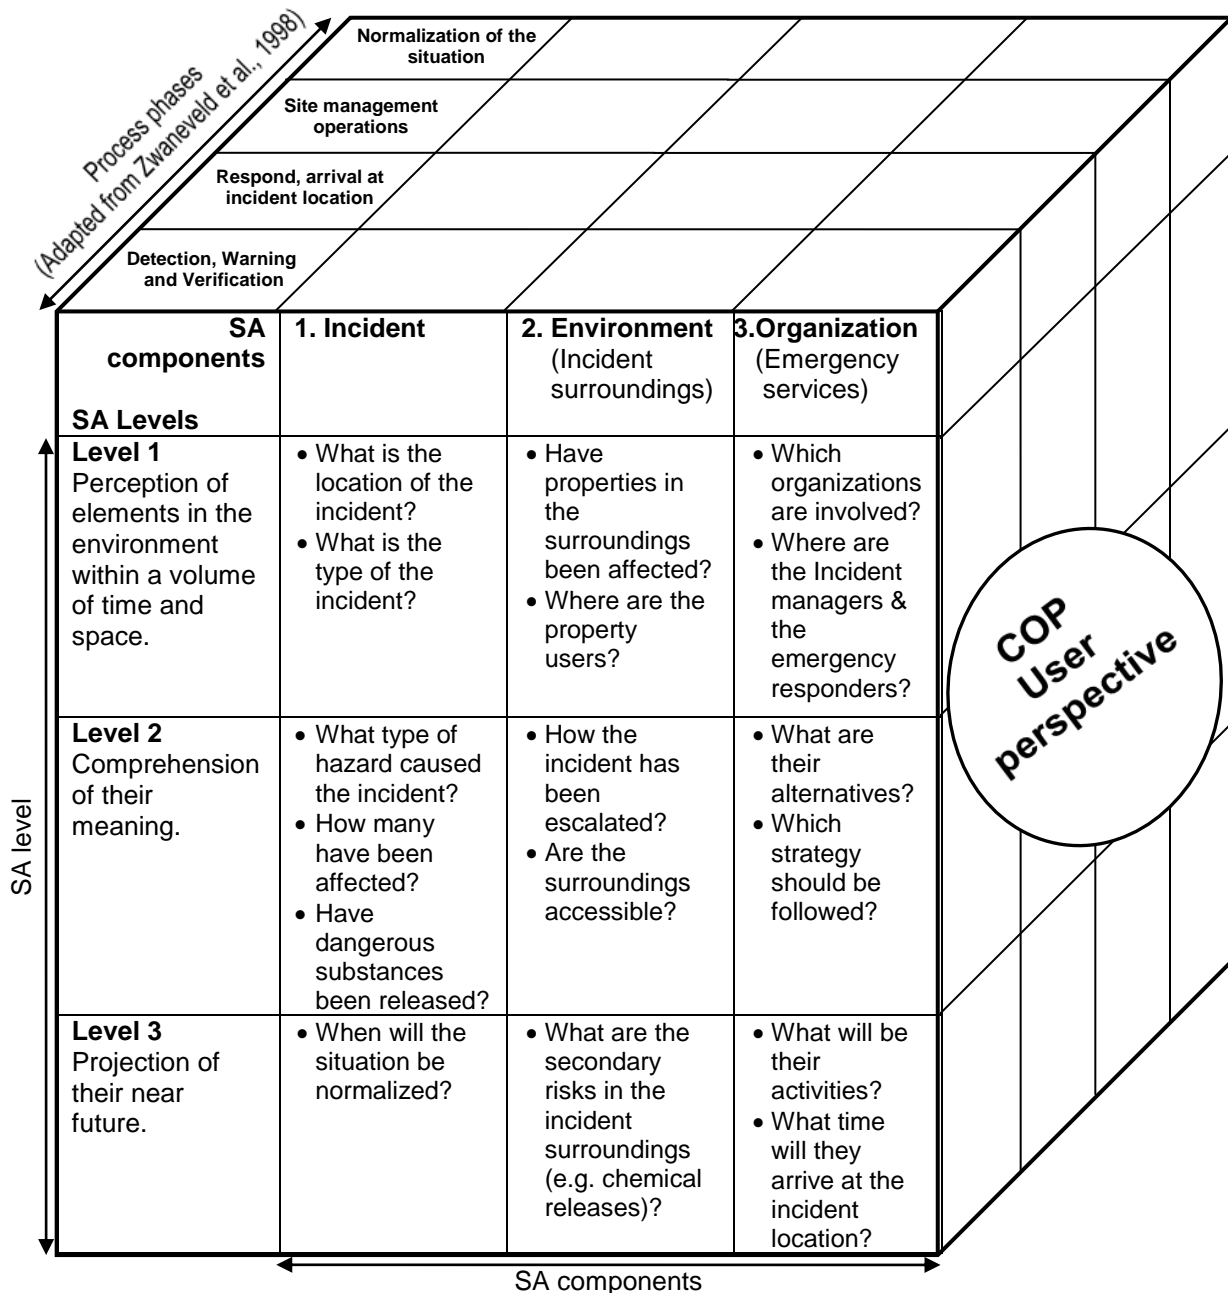 Process phases
(Adapted from Zwaneveld et al., 1998)
Normalization of the
situation
Site management
operations
Respond, arrival at
incident location
Detection, Warning
and Verification
SA
components
SA Levels
1. Incident
2. Environment
(Incident
surroundings)
3.Organization
(Emergency
services)
Level 1
Perception of
elements in the
environment
within a volume
of time and
space.
• What is the
location of the
incident?
• What is the
type of the
incident?
• Have
properties in
the
surroundings
been affected?
• Where are the
property
users?
• Which
organizations
are involved?
• Where are
the Incident
managers &
the
emergency
responders?
Level 2
Comprehension
of their
meaning.
• What type of
hazard caused
the incident?
• How many
have been
affected?
• Have
dangerous
substances
been released?
• How the
incident has
been
escalated?
• Are the
surroundings
accessible?
• What are
their
alternatives?
• Which
strategy
should be
followed?
Level 3
Projection of
their near
future.
• When will the
situation be
normalized?
• What are the
secondary
risks in the
incident
surroundings
(e.g. chemical
releases)?
• What will be
their
activities?
• What time
will they
arrive at the
incident
location?
SA level
SA components
COP
User
perspective